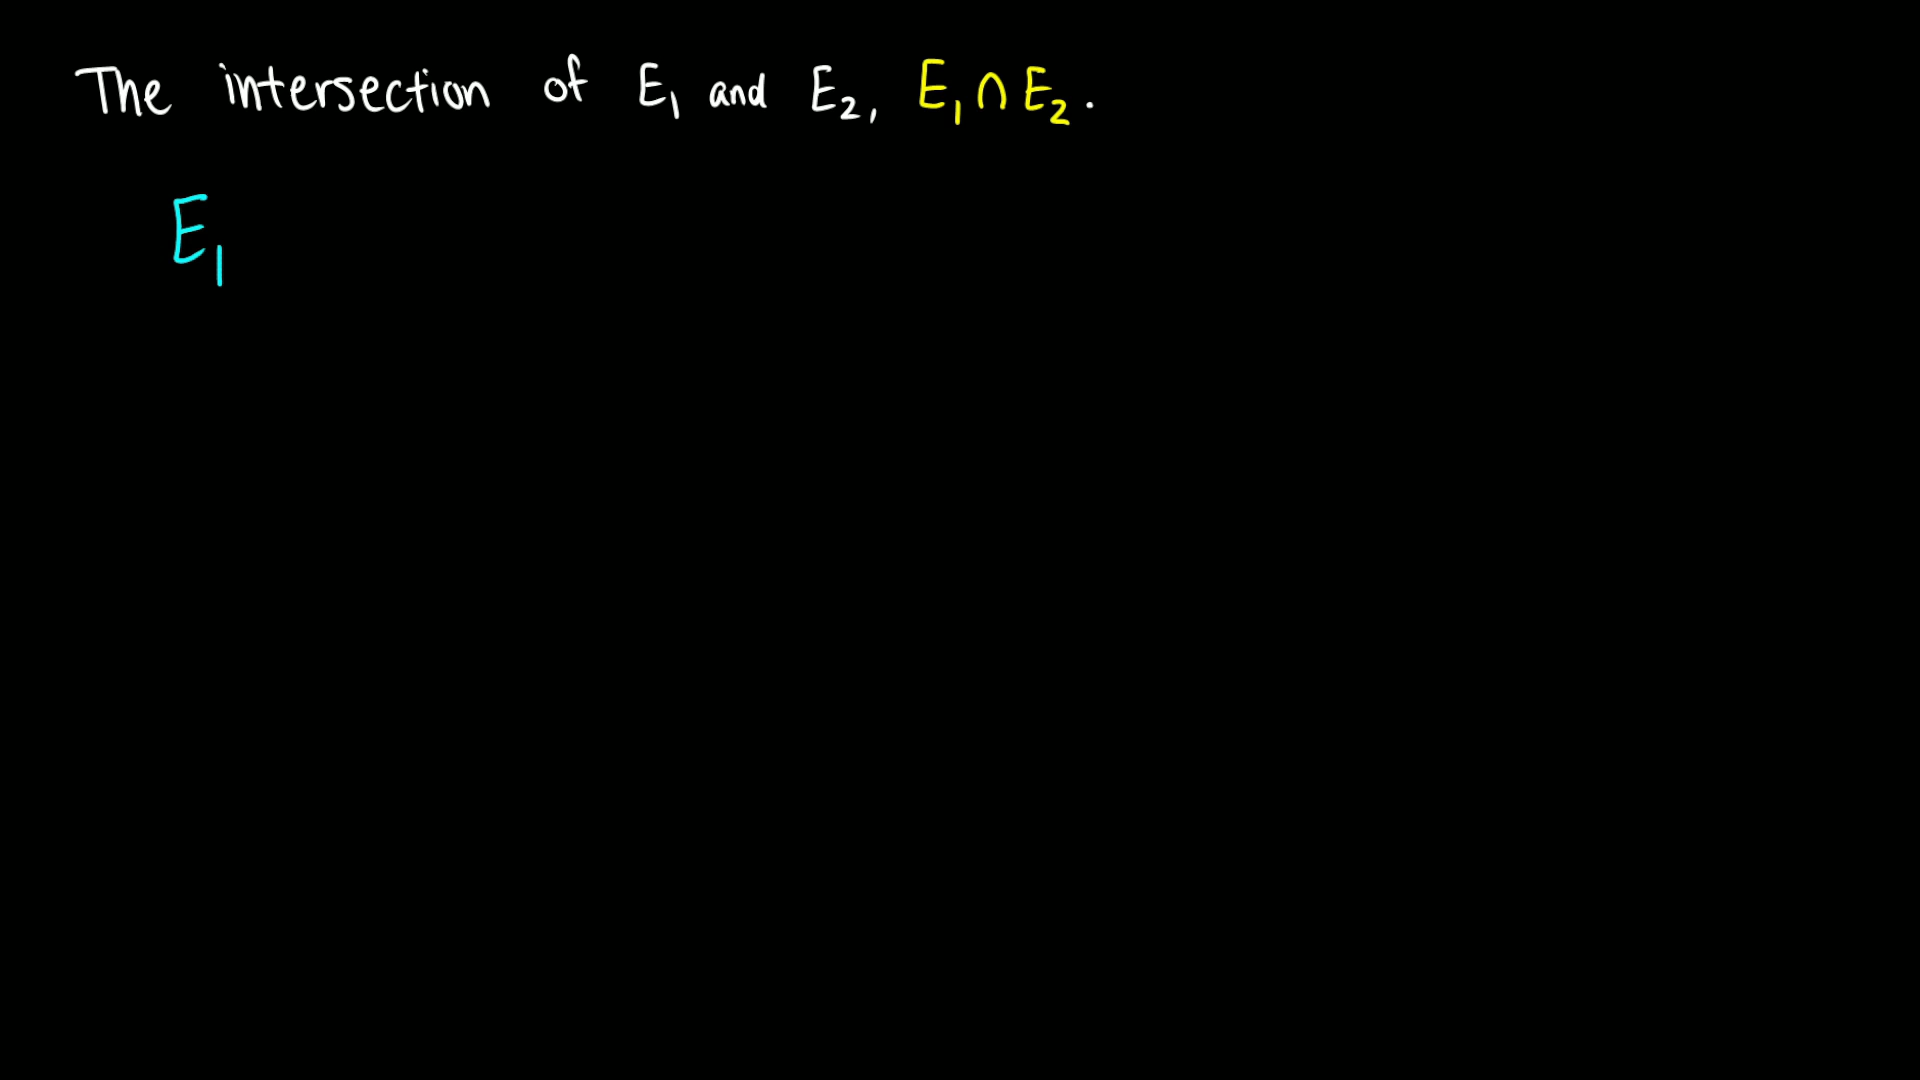 The intersection of E₁ and E₂, E₁ ∩ E₂.
E₁